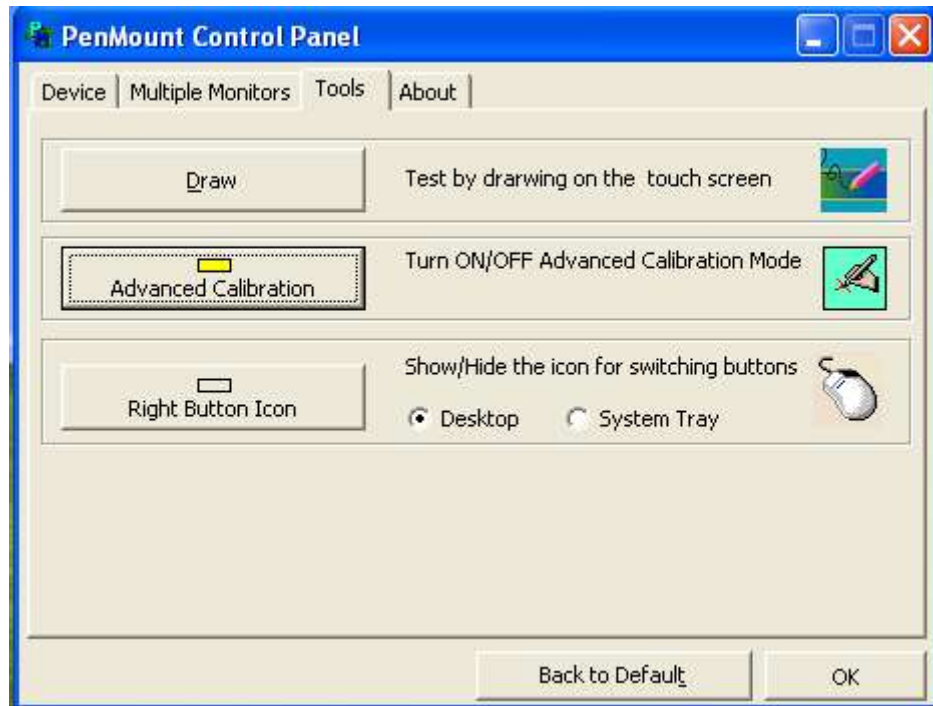 PenMount Control Panel
Device Multiple Monitors Tools About
Draw Test by drarwing on the touch screen
Advanced Calibration Turn ON/OFF Advanced Calibration Mode
Right Button Icon Show/Hide the icon for switching buttons
Desktop System Tray
Back to Default OK